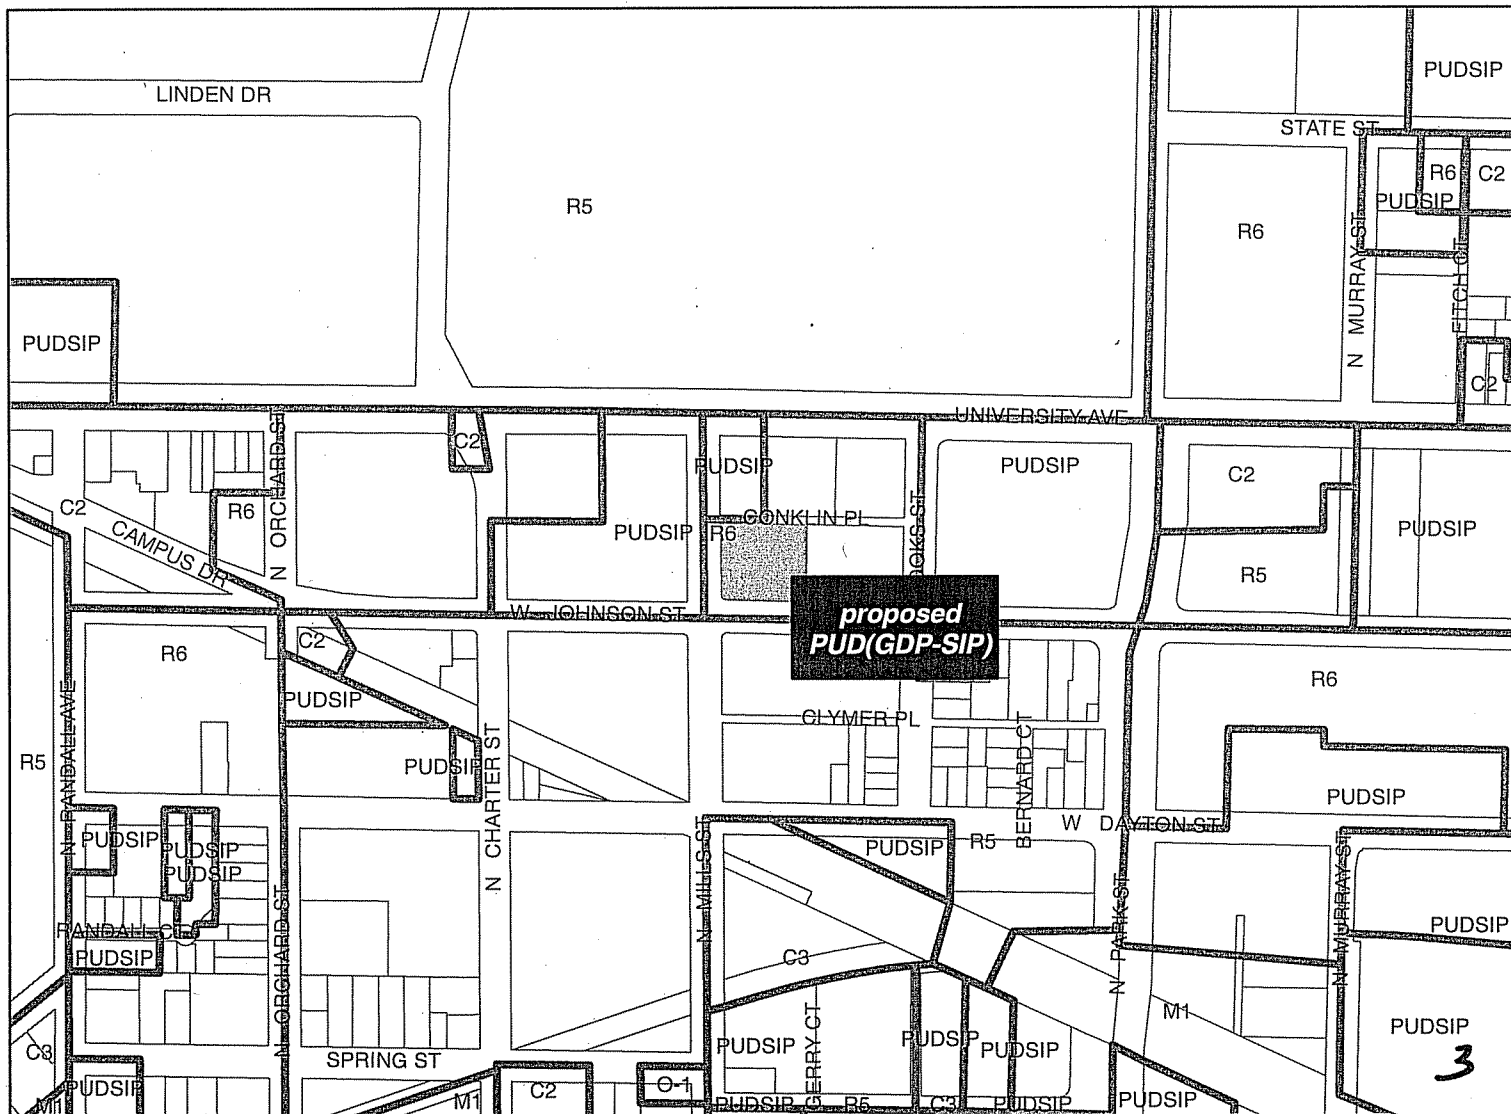 PUDSIP
LINDEN DR
STATE ST
R6
C2
R5
PUDSIP
R6
N MURRAY ST
FITCH CT
PUDSIP
C2
UNIVERSITY AVE
N ORCHARD ST
C2
PUDSIP
PUDSIP
C2
C2
R6
CONKLIN PL
PUDSIP
R6
PUDSIP
CAMPUS DR
R5
W JOHNSON ST
proposed
PUD(GDP-SIP)
C2
R6
R6
PUDSIP
CLYMER PL
R5
N RANDALL AVE
PUDSIP
N CHARTER ST
BERNARD CT
PUDSIP
W DAYTON ST
PUDSIP
PUDSIP
PUDSIP
PUDSIP
R5
N MILLS ST
N PARK ST
N MURRAY ST
RANDALL CT
PUDSIP
PUDSIP
C3
N ORCHARD ST
M1
PUDSIP
C3
SPRING ST
PUDSIP
GERRY CT
PUDSIP
PUDSIP
3
PUDSIP
M1
M1
C2
O-1
PUDSIP
R5
C3
PUDSIP
PUDSIP